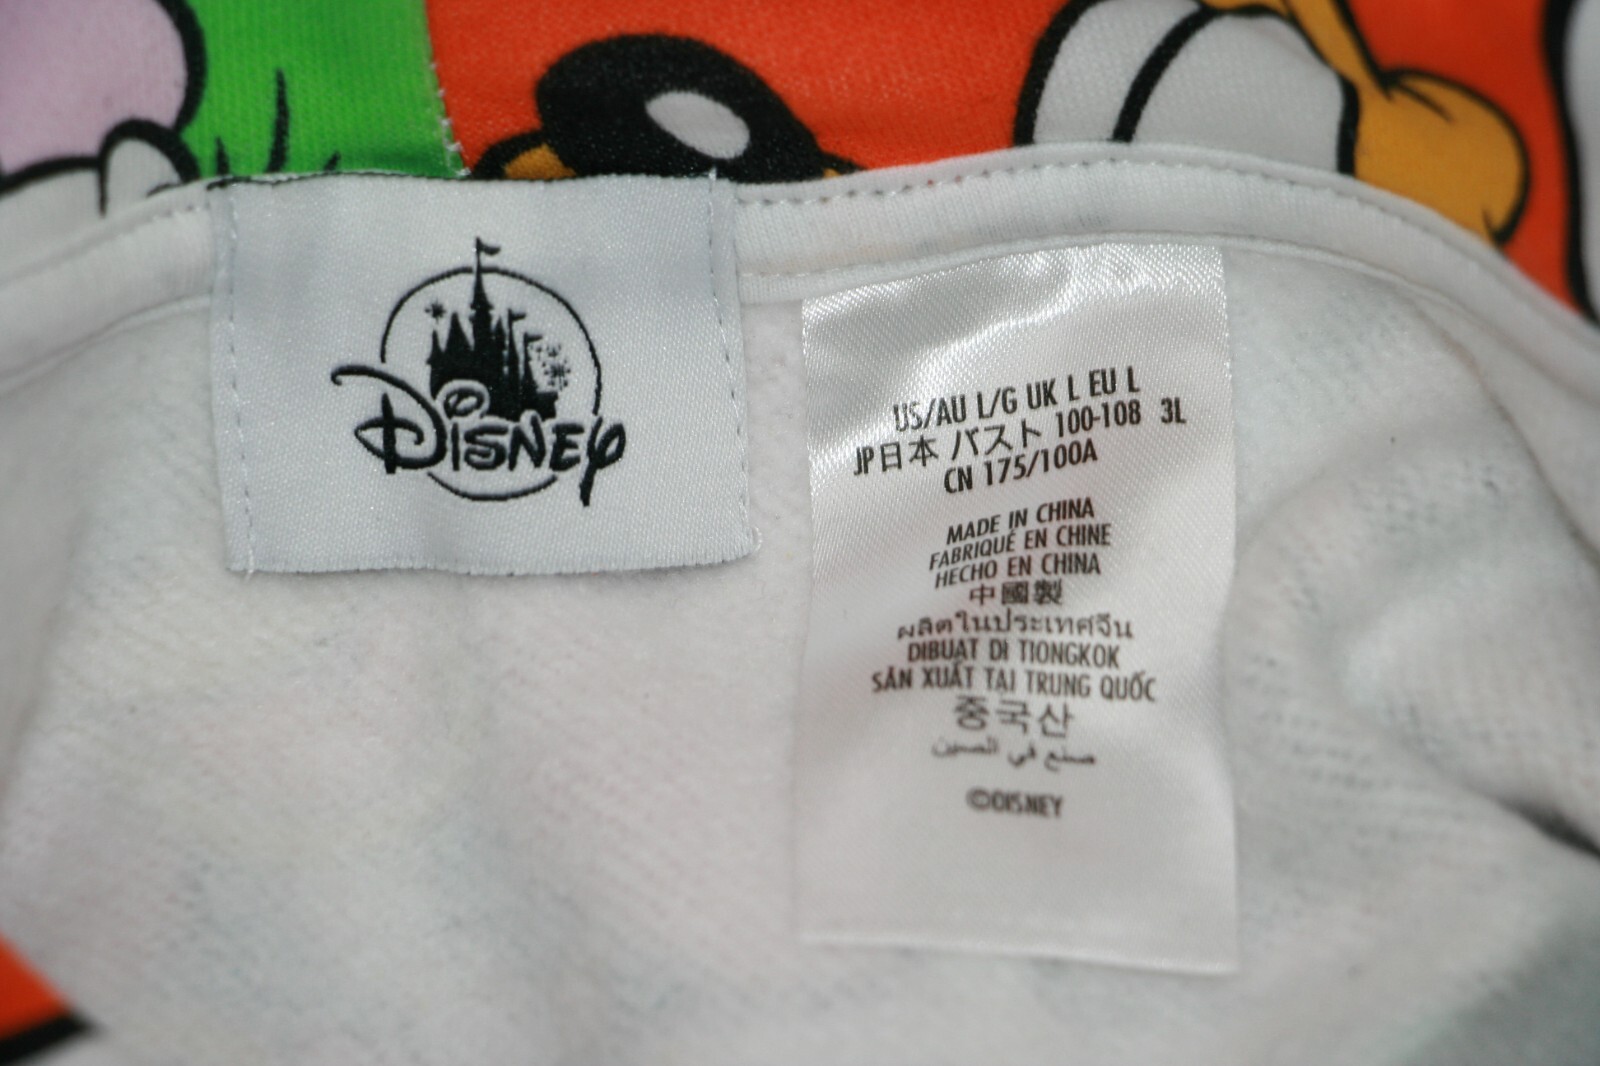 Disney
US/AU L/G UK L EU L
JP日本 バスト 100-108 3L
CN 175/100A
MADE IN CHINA
FABRIQUÉ EN CHINE
HECHO EN CHINA
中國製
ผลิตในประเทศจีน
DIBUAT DI TIONGKOK
SẢN XUẤT TẠI TRUNG QUỐC
중국산
صنع في الصين
©DISNEY